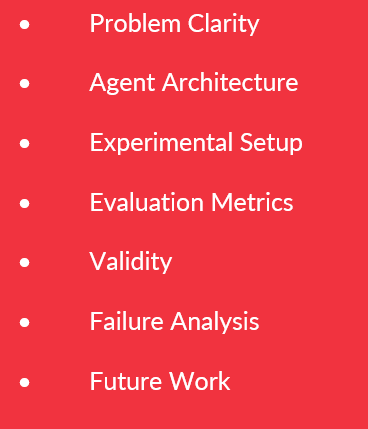 • Problem Clarity
• Agent Architecture
• Experimental Setup
• Evaluation Metrics
• Validity
• Failure Analysis
• Future Work